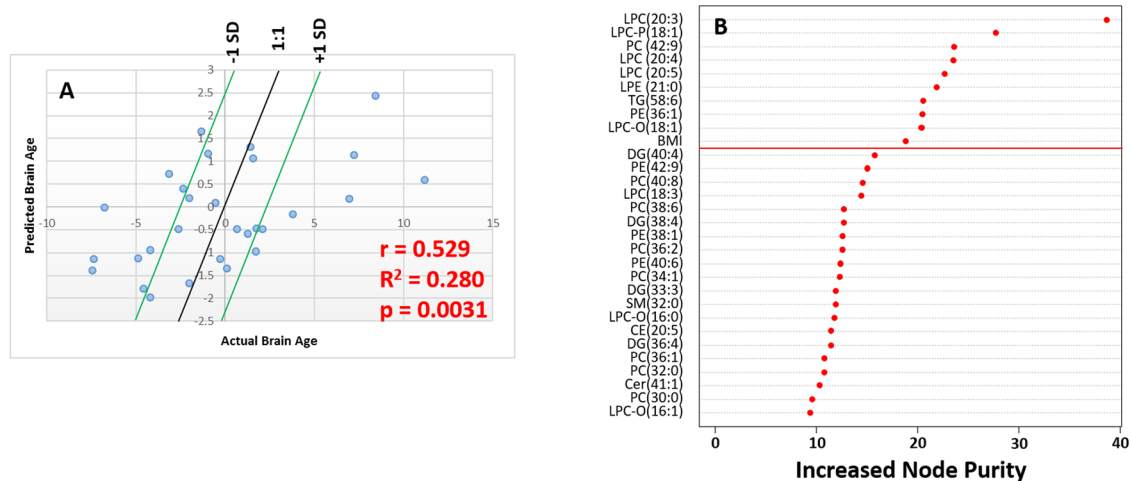 -1 SD
1:1
+1 SD
A
3
2.5
2
1.5
1
0.5
0
-10
-5
0
5
10
15
-0.5
-1
-1.5
-2
-2.5
Predicted Brain Age
Actual Brain Age
r = 0.529
R² = 0.280
p = 0.0031
B
LPC(20:3)
LPC-P(18:1)
PC (42:9)
LPC (20:4)
LPC (20:5)
LPE (21:0)
TG(58:6)
PE(36:1)
LPC-O(18:1)
BMI
DG(40:4)
PE(42:9)
PC(40:8)
LPC(18:3)
PC(38:6)
DG(38:4)
PE(38:1)
PC(36:2)
PE(40:6)
PC(34:1)
DG(33:3)
SM(32:0)
LPC-O(16:0)
CE(20:5)
DG(36:4)
PC(36:1)
PC(32:0)
Cer(41:1)
PC(30:0)
LPC-O(16:1)
0
10
20
30
40
Increased Node Purity